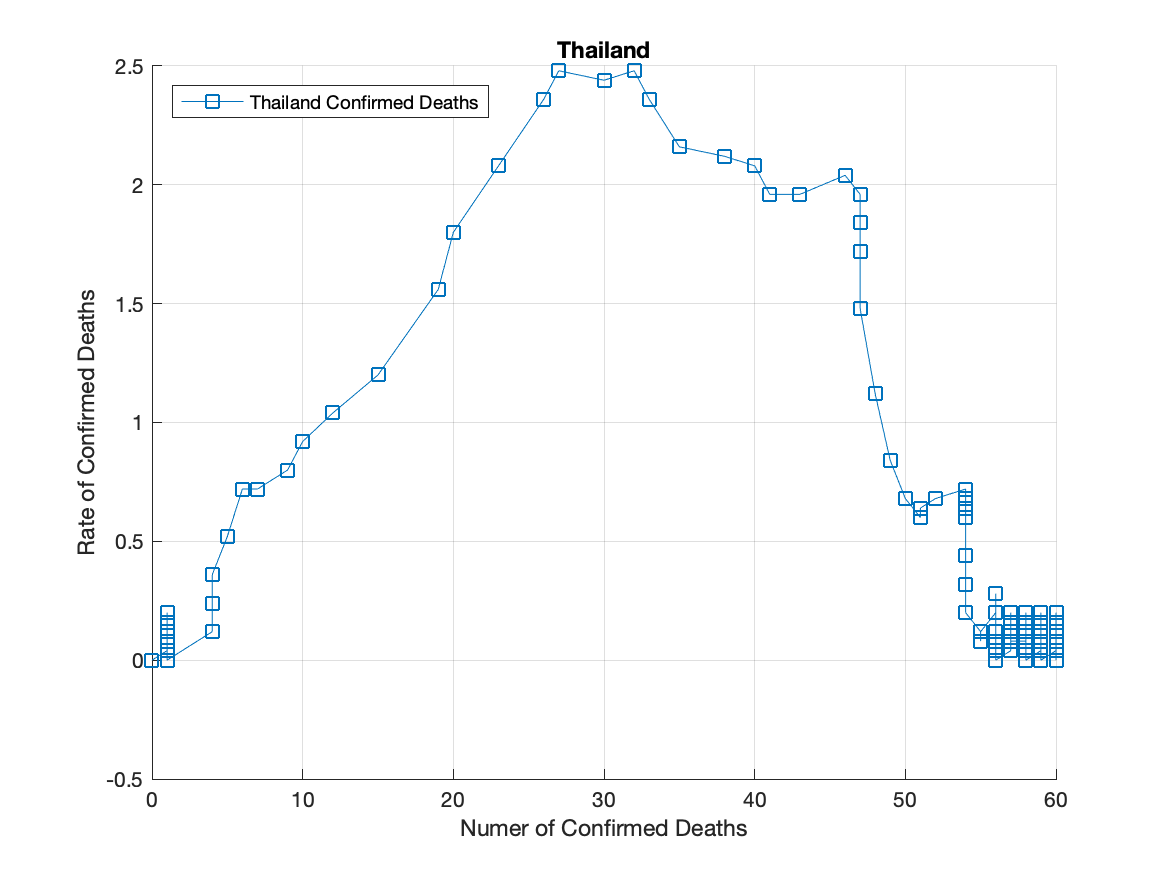 Thailand
Thailand Confirmed Deaths
2.5
2
1.5
1
0.5
0
-0.5
Rate of Confirmed Deaths
0 10 20 30 40 50 60
Numer of Confirmed Deaths